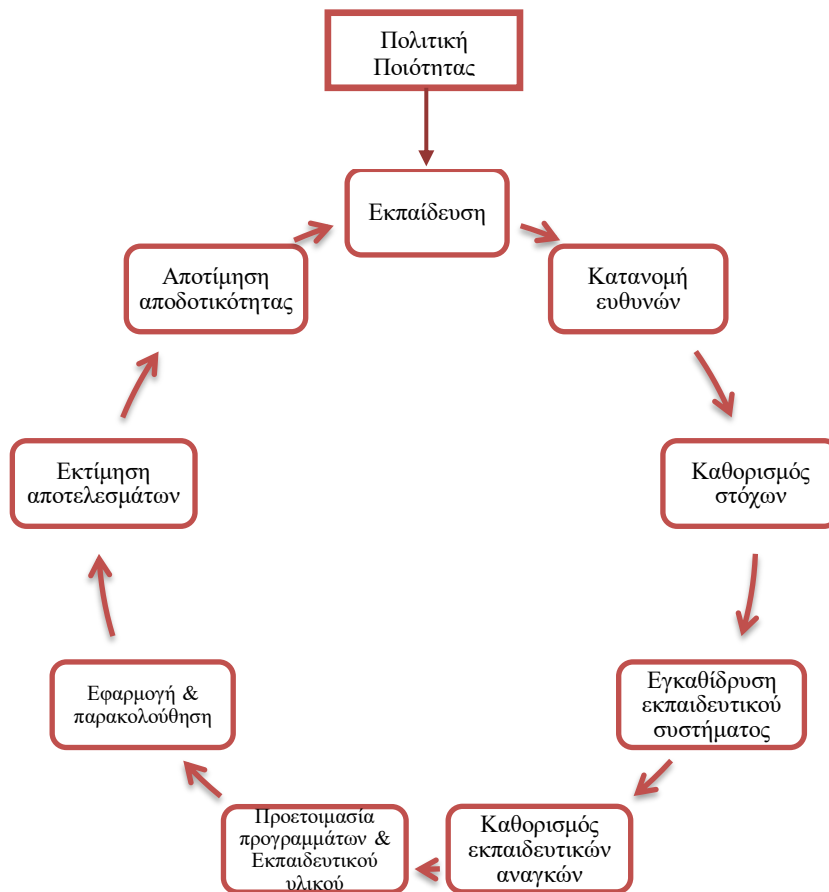 Πολιτική
Ποιότητας
Εκπαίδευση
Κατανομή
ευθυνών
Καθορισμός
στόχων
Εγκαθίδρυση
εκπαιδευτικού
συστήματος
Καθορισμός
εκπαιδευτικών
αναγκών
Προετοιμασία
προγραμμάτων &
Εκπαιδευτικού
υλικού
Εφαρμογή &
παρακολούθηση
Εκτίμηση
αποτελεσμάτων
Αποτίμηση
αποδοτικότητας